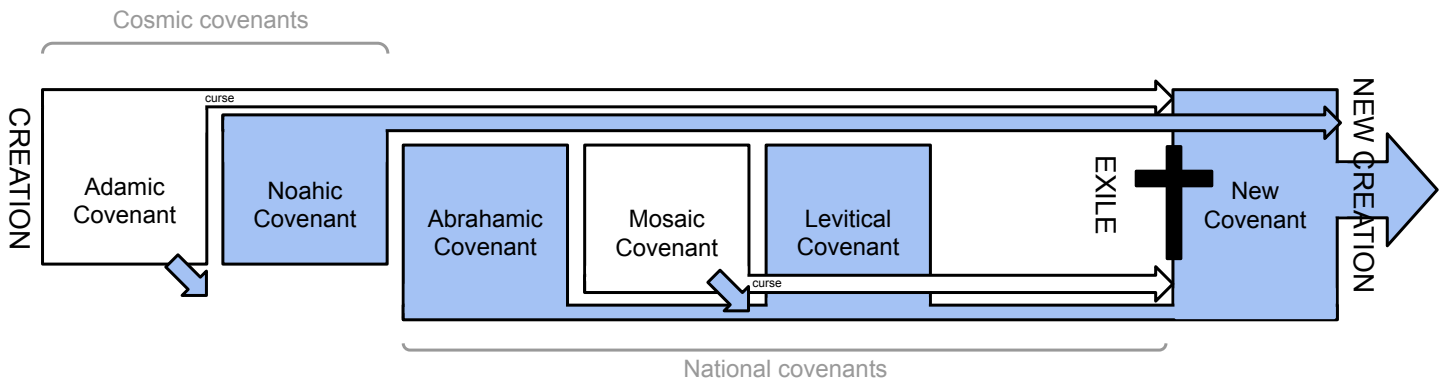 Cosmic covenants
CREATION
curse
Adamic
Covenant
Noahic
Covenant
Abrahamic
Covenant
Mosaic
Covenant
curse
Levitical
Covenant
EXILE
New
Covenant
NEW CREATION
National covenants